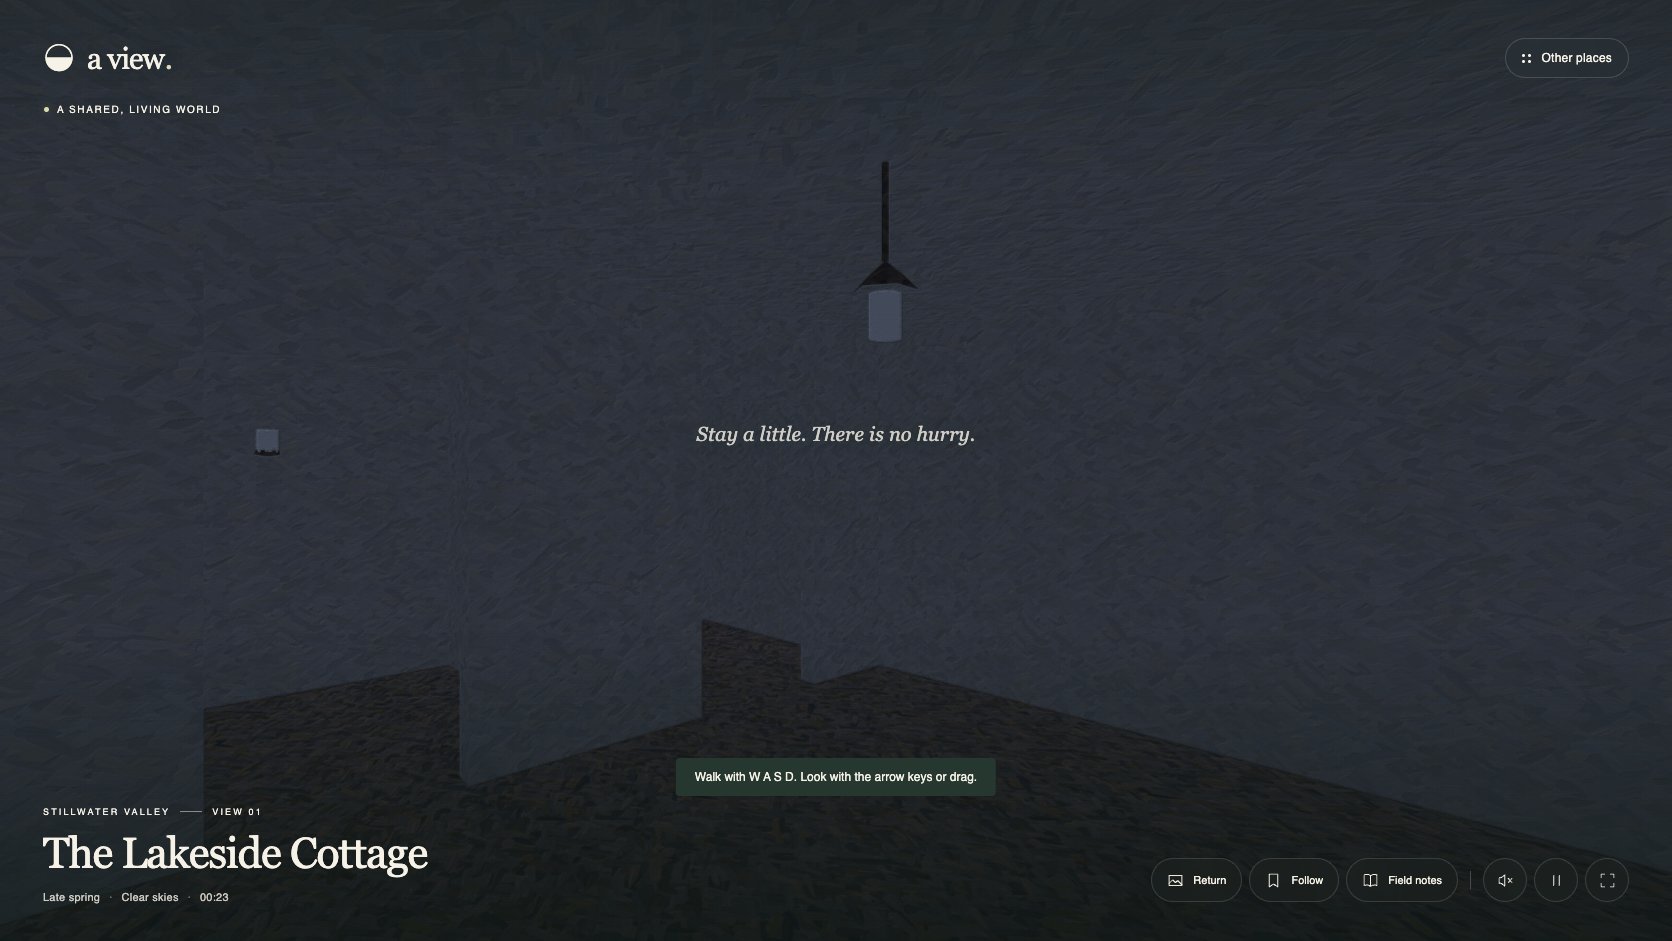 a view.
Other places
A SHARED, LIVING WORLD
Stay a little. There is no hurry.
Walk with W A S D. Look with the arrow keys or drag.
STILLWATER VALLEY — VIEW 01
The Lakeside Cottage
Late spring · Clear skies · 00:23
Return
Follow
Field notes